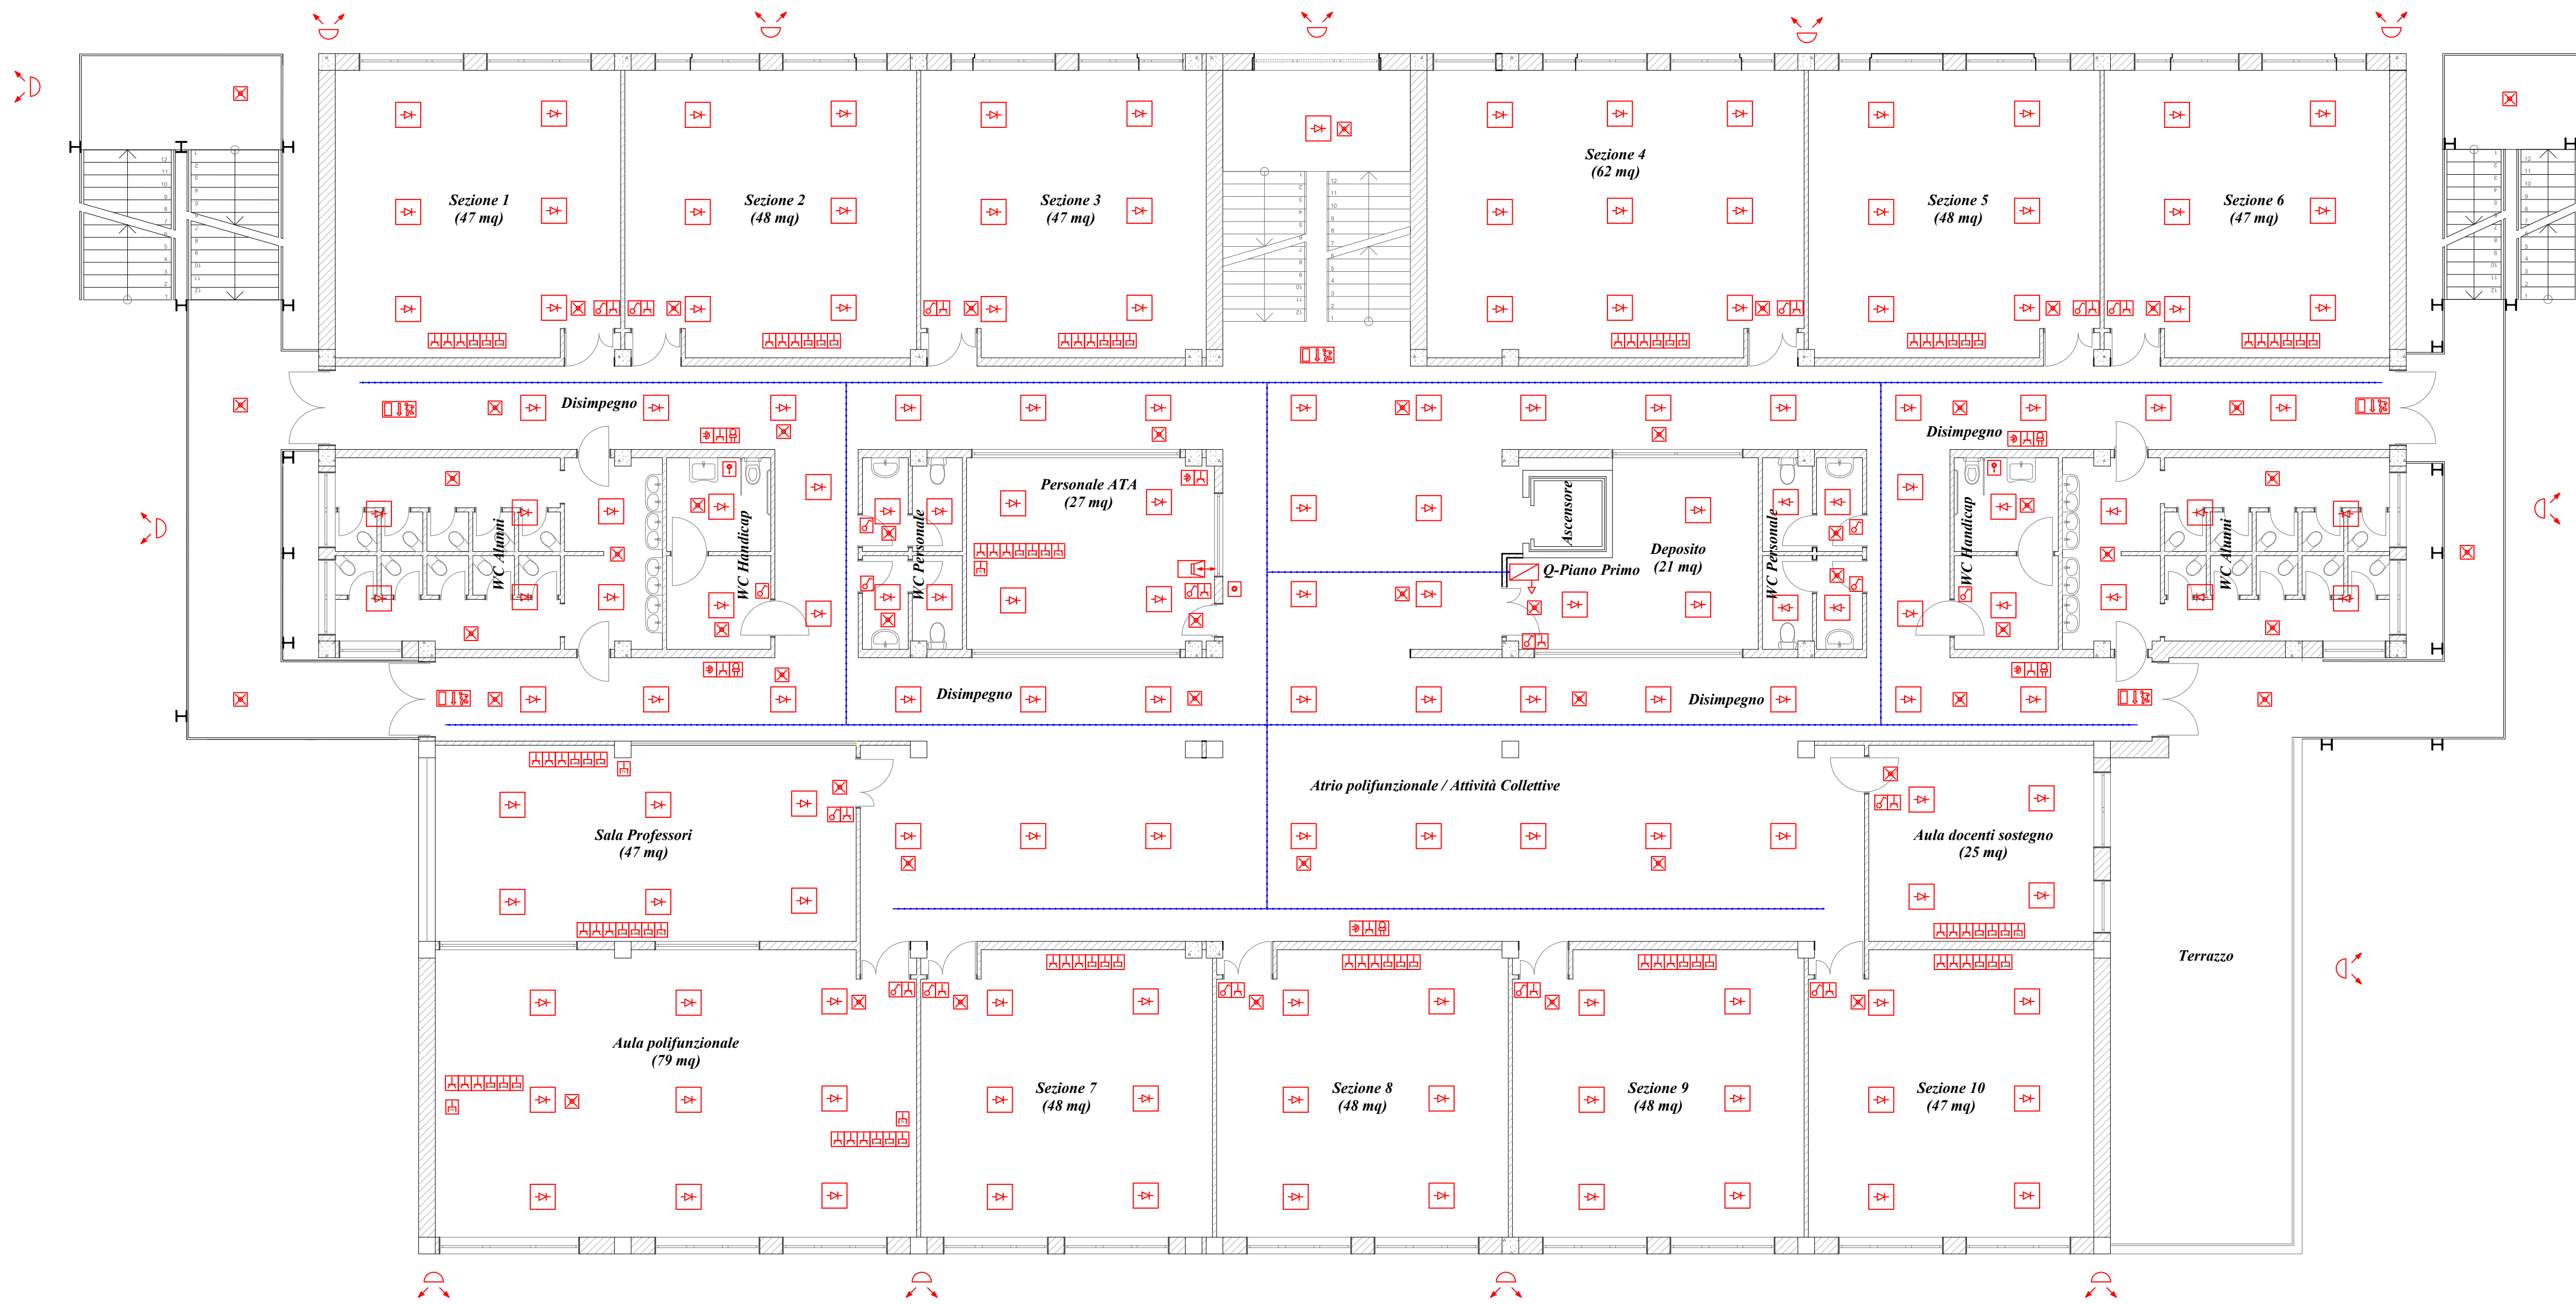 Sezione 1
(47 mq)
Sezione 2
(48 mq)
Sezione 3
(47 mq)
Sezione 4
(62 mq)
Sezione 5
(48 mq)
Sezione 6
(47 mq)
Disimpegno
Disimpegno
WC Alunni
WC Handicap
WC Personale
Personale ATA
(27 mq)
Ascensore
Deposito
(21 mq)
Q-Piano Primo
WC Personale
WC Handicap
WC Alunni
Disimpegno
Disimpegno
Sala Professori
(47 mq)
Atrio polifunzionale / Attività Collettive
Aula docenti sostegno
(25 mq)
Terrazzo
Aula polifunzionale
(79 mq)
Sezione 7
(48 mq)
Sezione 8
(48 mq)
Sezione 9
(48 mq)
Sezione 10
(47 mq)